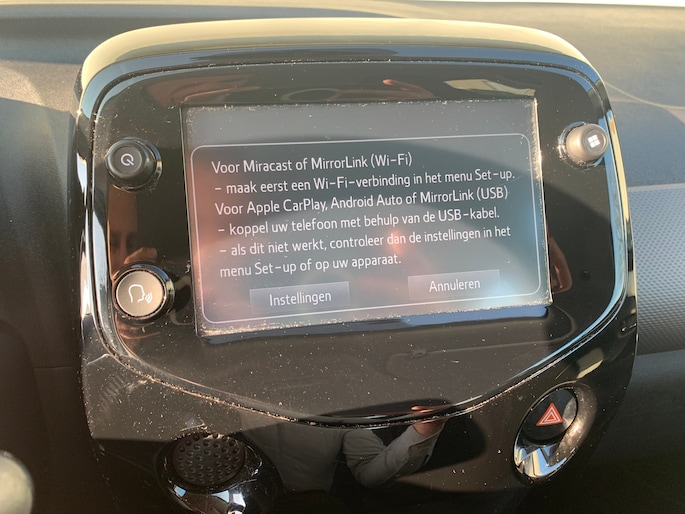 Voor Miracast of MirrorLink (Wi-Fi)
- maak eerst een Wi-Fi-verbinding in het menu Set-up.
Voor Apple CarPlay, Android Auto of MirrorLink (USB)
- koppel uw telefoon met behulp van de USB-kabel.
- als dit niet werkt, controleer dan de instellingen in het
menu Set-up of op uw apparaat.
Instellingen
Annuleren